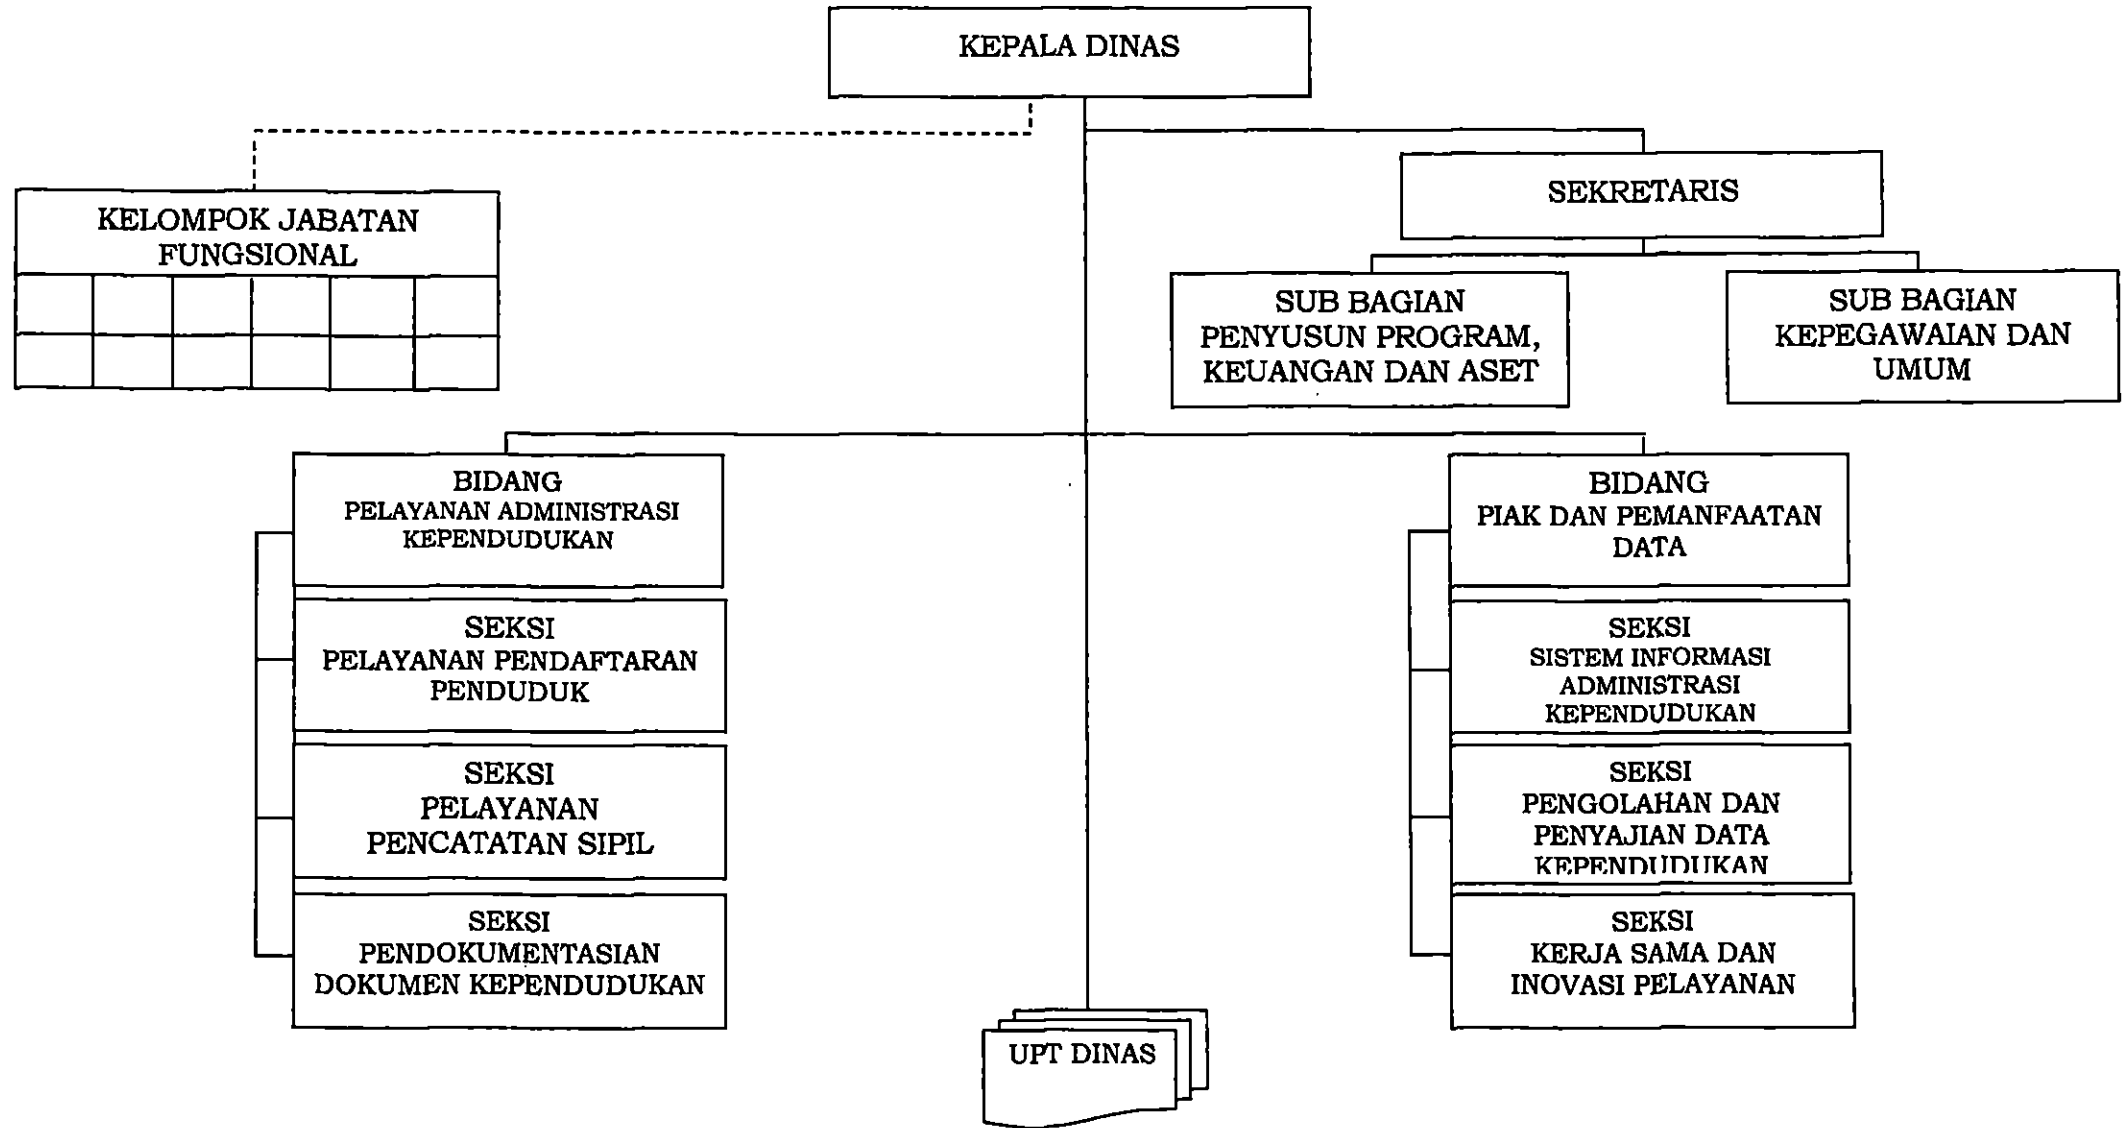 KEPALA DINAS
SEKRETARIS
KELOMPOK JABATAN
FUNGSIONAL
SUB BAGIAN
PENYUSUN PROGRAM,
KEUANGAN DAN ASET
SUB BAGIAN
KEPEGAWAIAN DAN
UMUM
BIDANG
PELAYANAN ADMINISTRASI
KEPENDUDUKAN
SEKSI
PELAYANAN PENDAFTARAN
PENDUDUK
SEKSI
PELAYANAN
PENCATATAN SIPIL
SEKSI
PENDOKUMENTASIAN
DOKUMEN KEPENDUDUKAN
BIDANG
PIAK DAN PEMANFAATAN
DATA
SEKSI
SISTEM INFORMASI
ADMINISTRASI
KEPENDUDUKAN
SEKSI
PENGOLAHAN DAN
PENYAJIAN DATA
KEPENDUDUKAN
SEKSI
KERJA SAMA DAN
INOVASI PELAYANAN
UPT DINAS